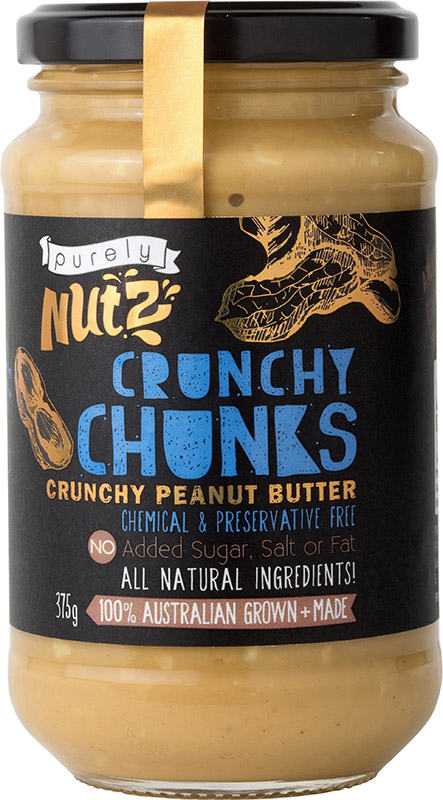 purely
Nutz
CRUNCHY
CHUNKS
CRUNCHY PEANUT BUTTER
CHEMICAL & PRESERVATIVE FREE
NO Added Sugar, Salt or Fat
ALL NATURAL INGREDIENTS!
375g
100% AUSTRALIAN GROWN + MADE